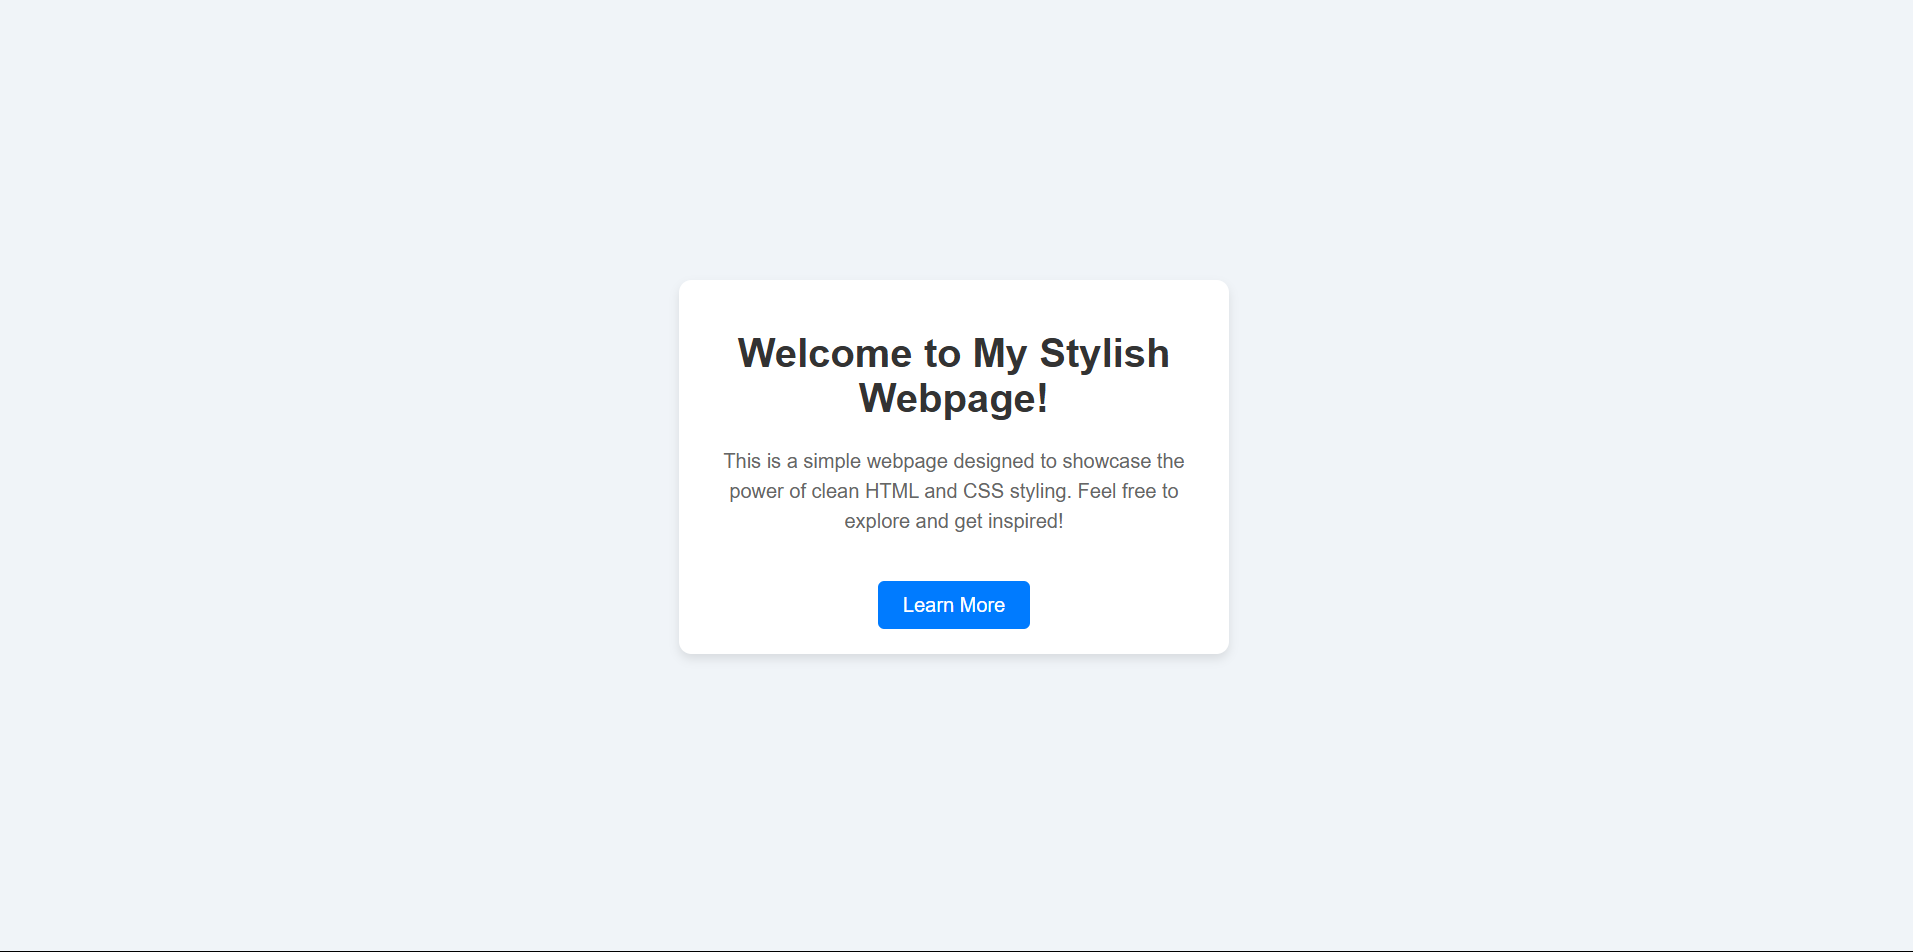 Welcome to My Stylish
Webpage!
This is a simple webpage designed to showcase the
power of clean HTML and CSS styling. Feel free to
explore and get inspired!
Learn More